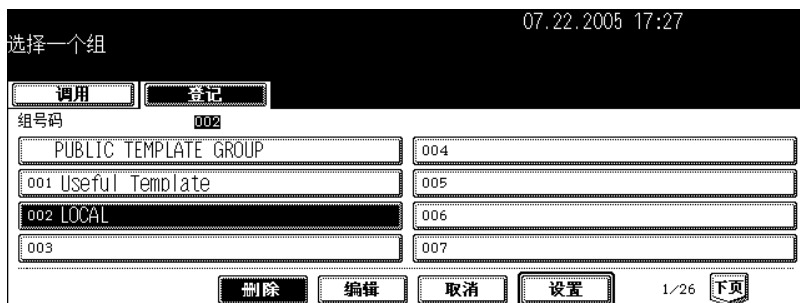 07.22.2005 17:27
选择一个组
调用 登记
组号码 002
PUBLIC TEMPLATE GROUP 004
001 Useful Template 005
002 LOCAL 006
003 007
删除 编辑 取消 设置 1/26 下页